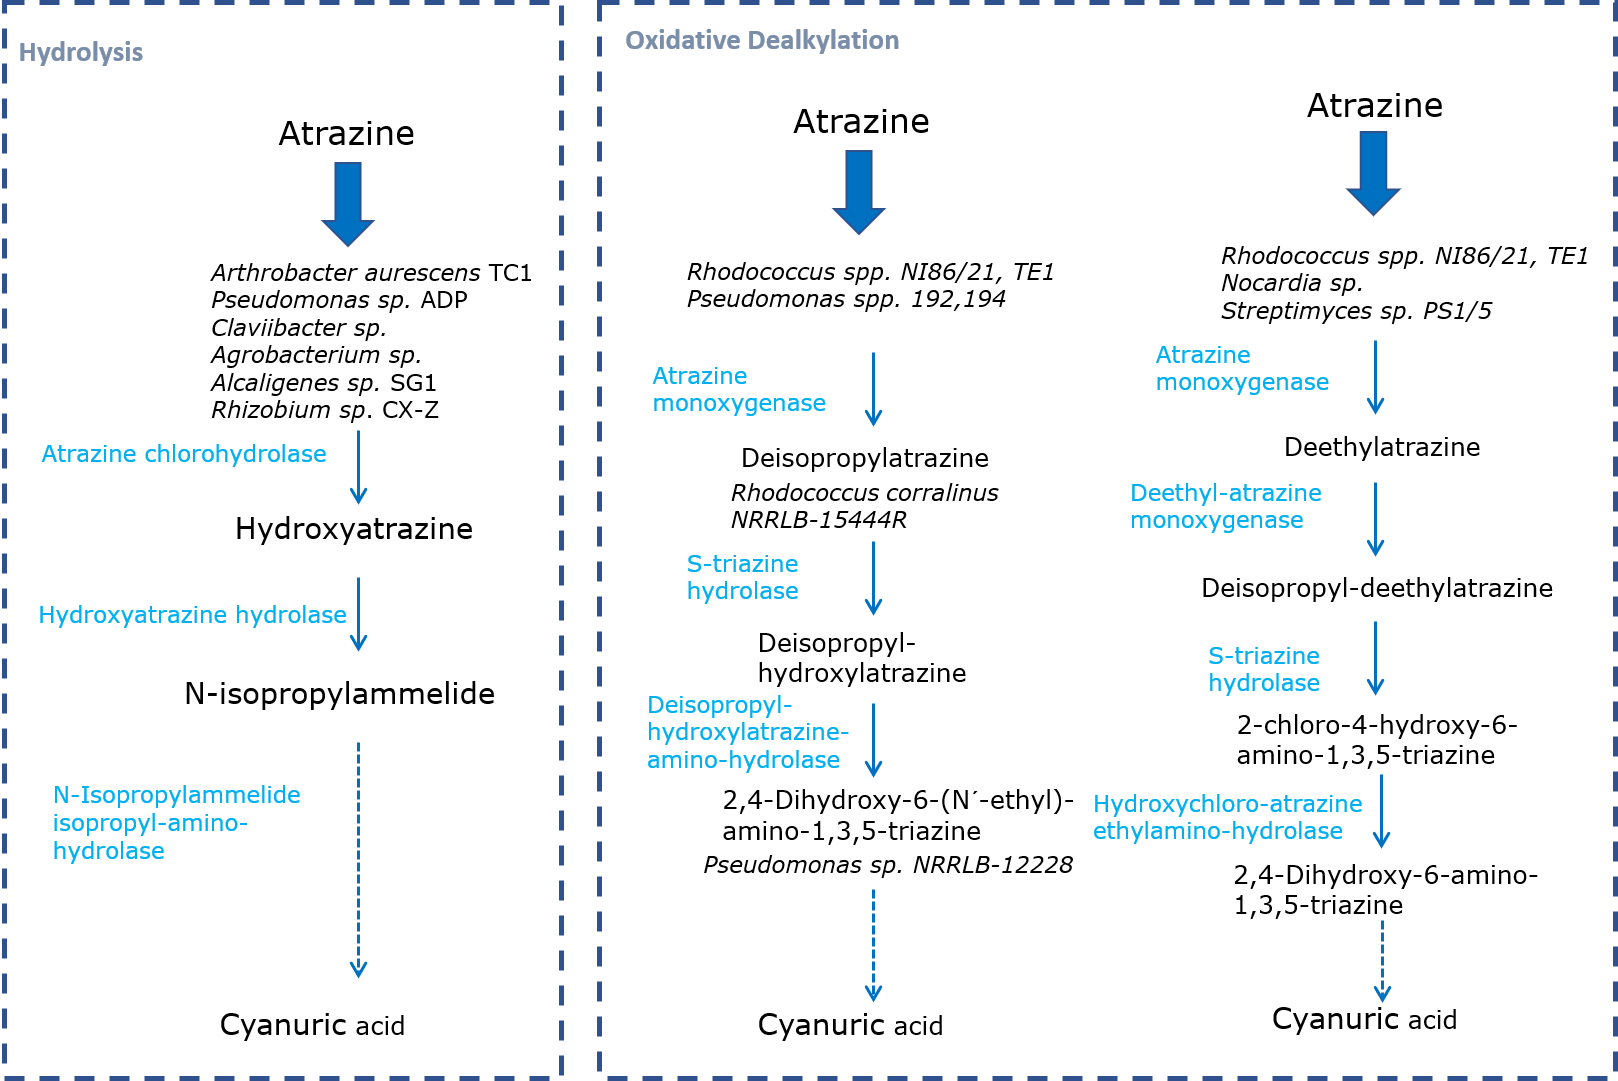 Hydrolysis
Atrazine
Arthrobacter aurescens TC1
Pseudomonas sp. ADP
Claviibacter sp.
Agrobacterium sp.
Alcaligenes sp. SG1
Rhizobium sp. CX-Z
Atrazine chlorohydrolase
Hydroxyatrazine
Hydroxyatrazine hydrolase
N-isopropylammelide
N-Isopropylammelide
isopropyl-amino-
hydrolase
Cyanuric acid
Oxidative Dealkylation
Atrazine
Rhodococcus spp. NI86/21, TE1
Pseudomonas spp. 192,194
Atrazine
monoxygenase
Deisopropylatrazine
Rhodococcus corralinus
NRRLB-15444R
S-triazine
hydrolase
Deisopropyl-
hydroxylatrazine
Deisopropyl-
hydroxylatrazine-
amino-hydrolase
2,4-Dihydroxy-6-(N´-ethyl)-
amino-1,3,5-triazine
Pseudomonas sp. NRRLB-12228
Cyanuric acid
Atrazine
Rhodococcus spp. NI86/21, TE1
Nocardia sp.
Streptimyces sp. PS1/5
Atrazine
monoxygenase
Deethylatrazine
Deethyl-atrazine
monoxygenase
Deisopropyl-deethylatrazine
S-triazine
hydrolase
2-chloro-4-hydroxy-6-
amino-1,3,5-triazine
Hydroxychloro-atrazine
ethylamino-hydrolase
2,4-Dihydroxy-6-amino-
1,3,5-triazine
Cyanuric acid